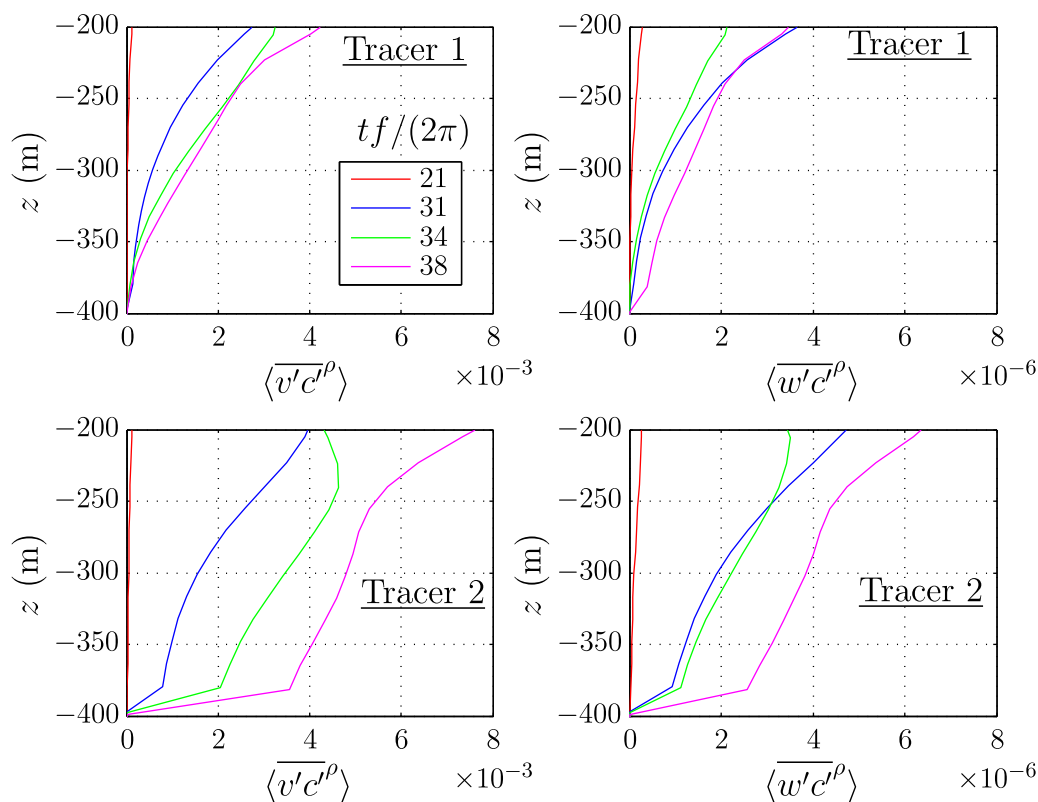 −200
−250
−300
−350
−400
z (m)
Tracer 1
tf/(2π)
21
31
34
38
0 2 4 6 8
×10⁻³
⟨v′c′ρ⟩
−200
−250
−300
−350
−400
z (m)
Tracer 1
0 2 4 6 8
×10⁻⁶
⟨w′c′ρ⟩
−200
−250
−300
−350
−400
z (m)
Tracer 2
0 2 4 6 8
×10⁻³
⟨v′c′ρ⟩
−200
−250
−300
−350
−400
z (m)
Tracer 2
0 2 4 6 8
×10⁻⁶
⟨w′c′ρ⟩